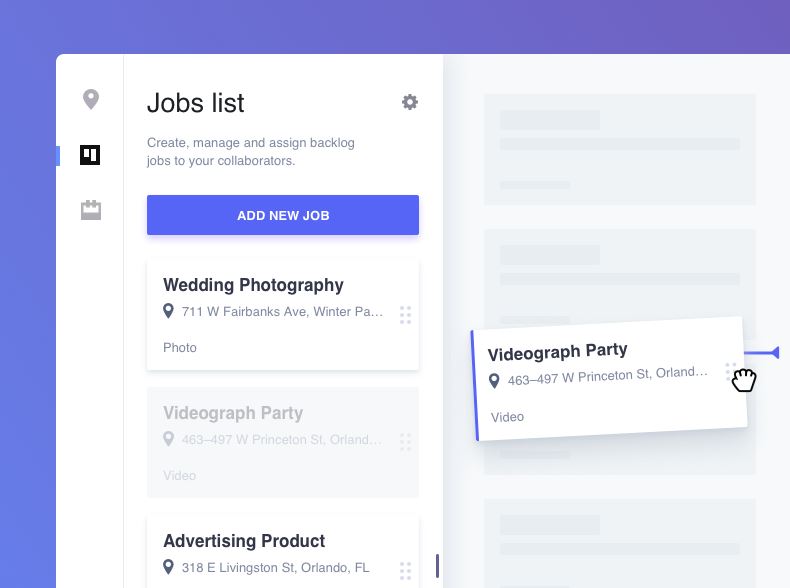 Jobs list
Create, manage and assign backlog
jobs to your collaborators.
ADD NEW JOB
Wedding Photography
711 W Fairbanks Ave, Winter Pa…
Photo
Videograph Party
463–497 W Princeton St, Orland…
Video
Advertising Product
318 E Livingston St, Orlando, FL
Videograph Party
463–497 W Princeton St, Orland…
Video